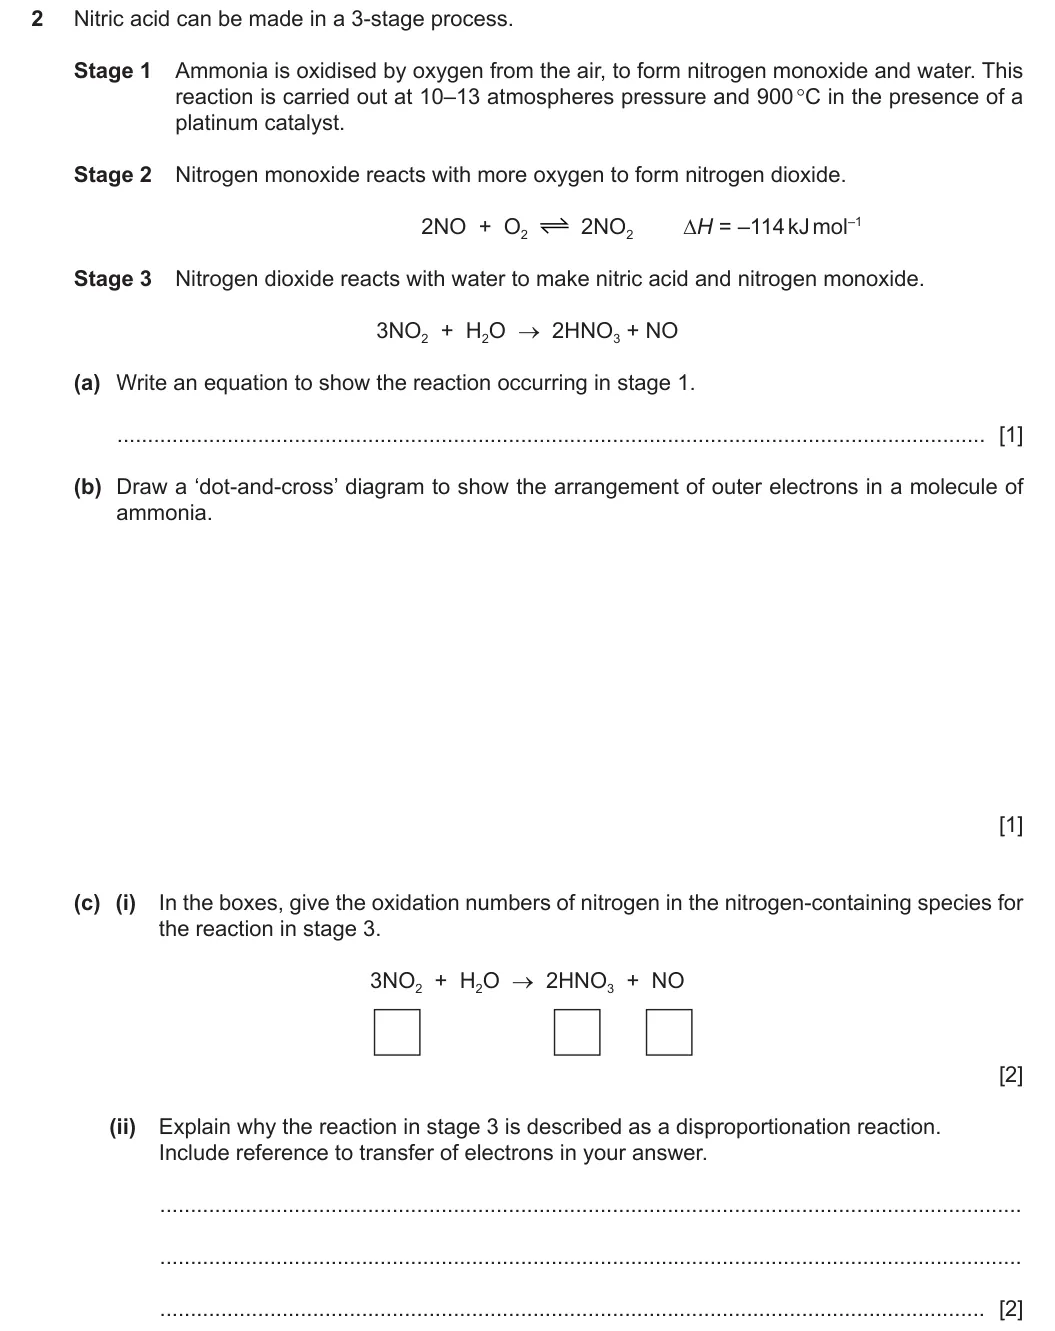 2 Nitric acid can be made in a 3-stage process.
Stage 1 Ammonia is oxidised by oxygen from the air, to form nitrogen monoxide and water. This
reaction is carried out at 10–13 atmospheres pressure and 900 °C in the presence of a
platinum catalyst.
Stage 2 Nitrogen monoxide reacts with more oxygen to form nitrogen dioxide.
2NO + O₂ ⇌ 2NO₂ ΔH = –114 kJ mol⁻¹
Stage 3 Nitrogen dioxide reacts with water to make nitric acid and nitrogen monoxide.
3NO₂ + H₂O → 2HNO₃ + NO
(a) Write an equation to show the reaction occurring in stage 1.
[1]
(b) Draw a ‘dot-and-cross’ diagram to show the arrangement of outer electrons in a molecule of
ammonia.
[1]
(c) (i) In the boxes, give the oxidation numbers of nitrogen in the nitrogen-containing species for
the reaction in stage 3.
3NO₂ + H₂O → 2HNO₃ + NO
[2]
(ii) Explain why the reaction in stage 3 is described as a disproportionation reaction.
Include reference to transfer of electrons in your answer.
[2]